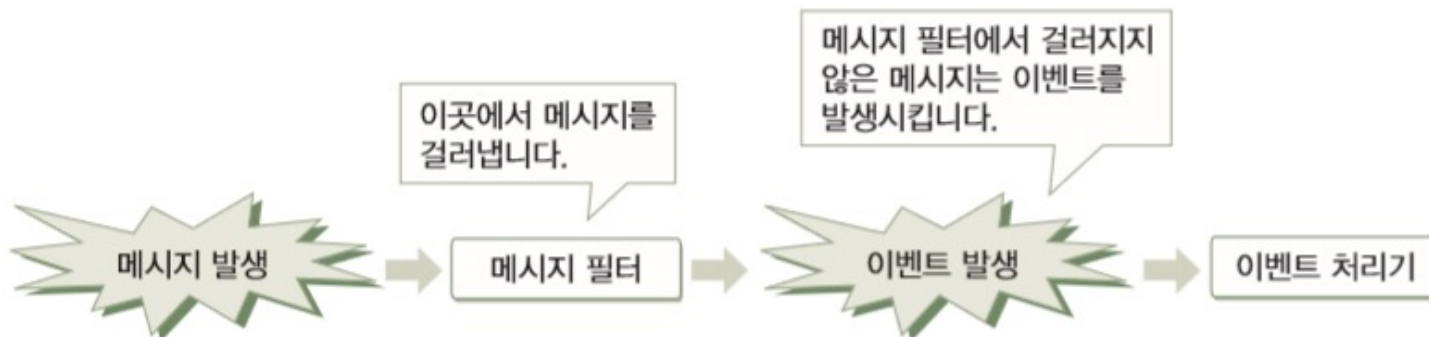 메시지 필터에서 걸러지지
않은 메시지는 이벤트를
발생시킵니다.
이곳에서 메시지를
걸러냅니다.
메시지 발생
메시지 필터
이벤트 발생
이벤트 처리기